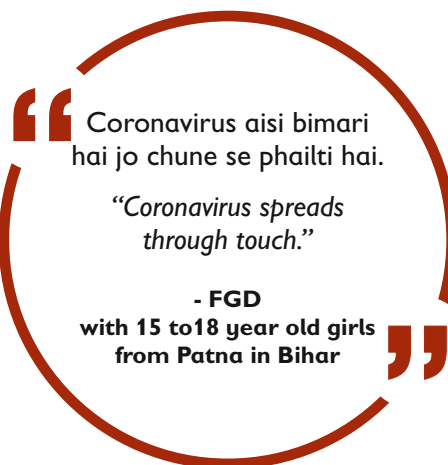 Coronavirus aisi bimari
hai jo chune se phailti hai.
“Coronavirus spreads
through touch.”
- FGD
with 15 to18 year old girls
from Patna in Bihar